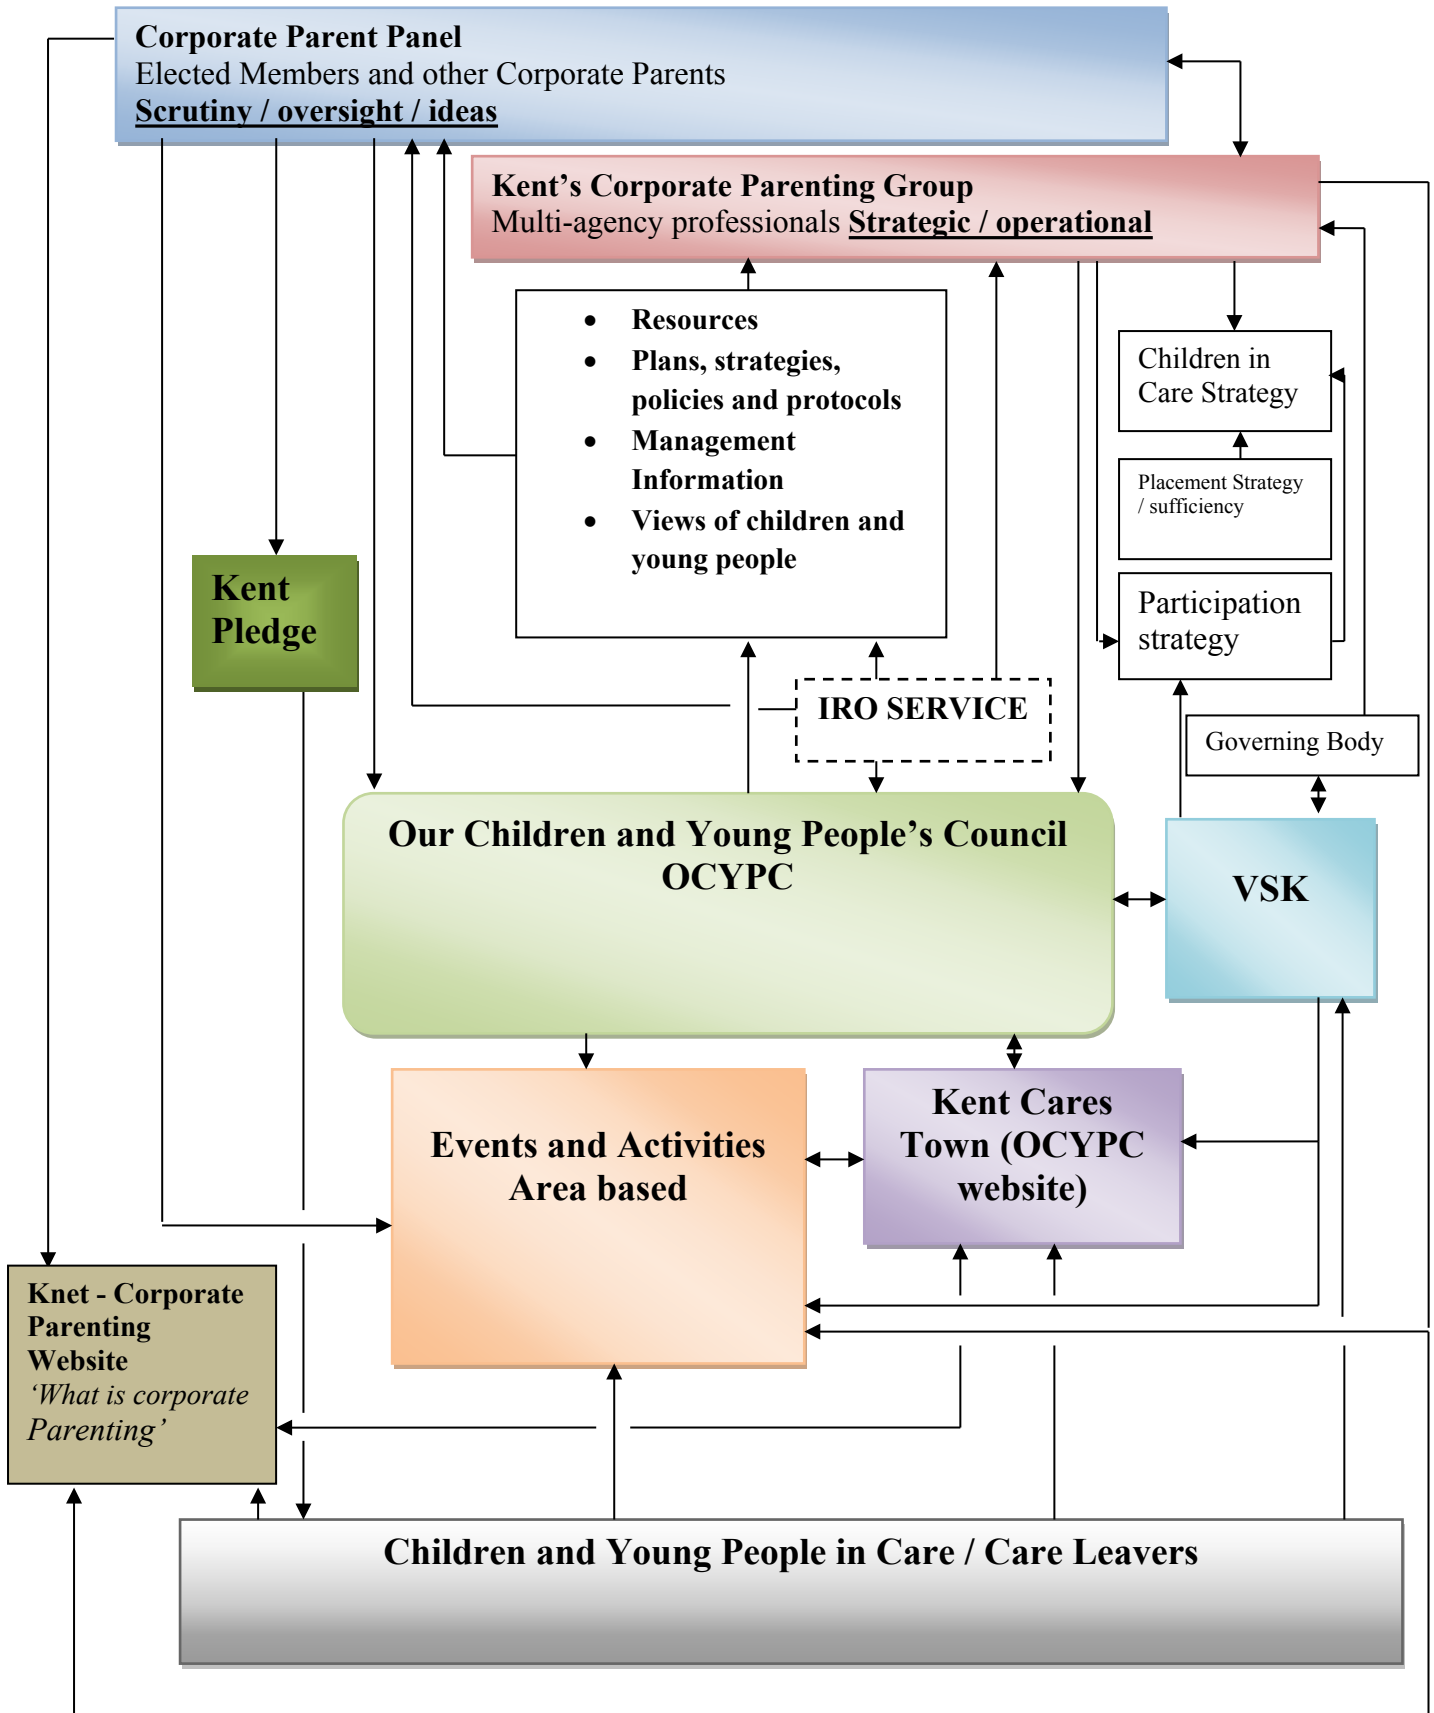 Corporate Parent Panel
Elected Members and other Corporate Parents
Scrutiny / oversight / ideas
Kent’s Corporate Parenting Group
Multi-agency professionals Strategic / operational
• Resources
• Plans, strategies,
policies and protocols
• Management
Information
• Views of children and
young people
Children in
Care Strategy
Placement Strategy
/ sufficiency
Participation
strategy
Kent
Pledge
IRO SERVICE
Governing Body
Our Children and Young People’s Council
OCYPC
VSK
Events and Activities
Area based
Kent Cares
Town (OCYPC
website)
Knet - Corporate
Parenting
Website
‘What is corporate
Parenting’
Children and Young People in Care / Care Leavers